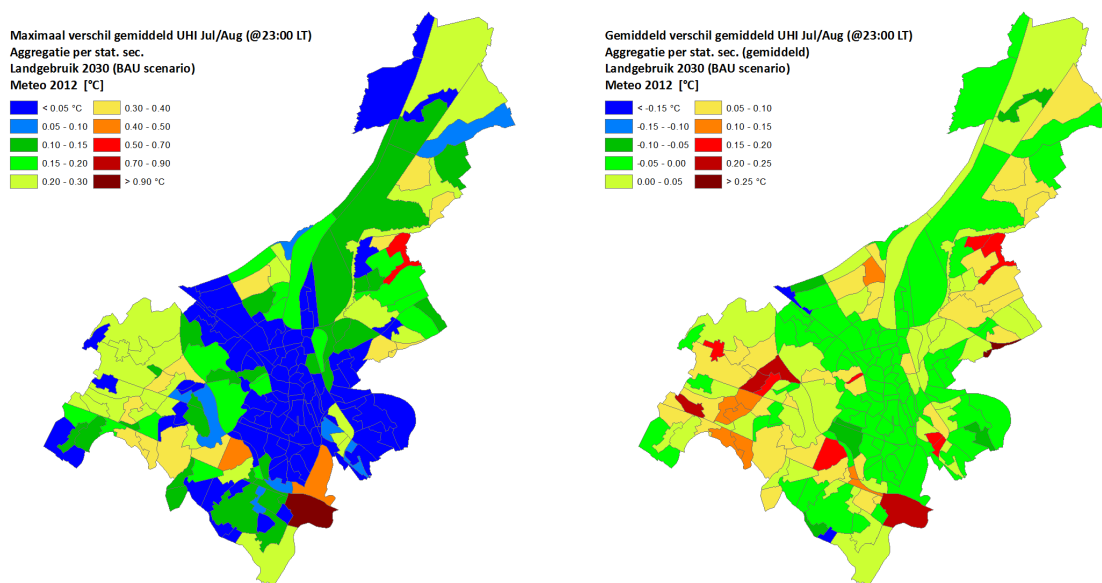 Maximaal verschil gemiddeld UHI Jul/Aug (@23:00 LT)
Aggregatie per stat. sec.
Landgebruik 2030 (BAU scenario)
Meteo 2012 [°C]
< 0.05 °C
0.30 - 0.40
0.05 - 0.10
0.40 - 0.50
0.10 - 0.15
0.50 - 0.70
0.15 - 0.20
0.70 - 0.90
0.20 - 0.30
> 0.90 °C
Gemiddeld verschil gemiddeld UHI Jul/Aug (@23:00 LT)
Aggregatie per stat. sec. (gemiddeld)
Landgebruik 2030 (BAU scenario)
Meteo 2012 [°C]
< -0.15 °C
0.05 - 0.10
-0.15 - -0.10
0.10 - 0.15
-0.10 - -0.05
0.15 - 0.20
-0.05 - 0.00
0.20 - 0.25
0.00 - 0.05
> 0.25 °C